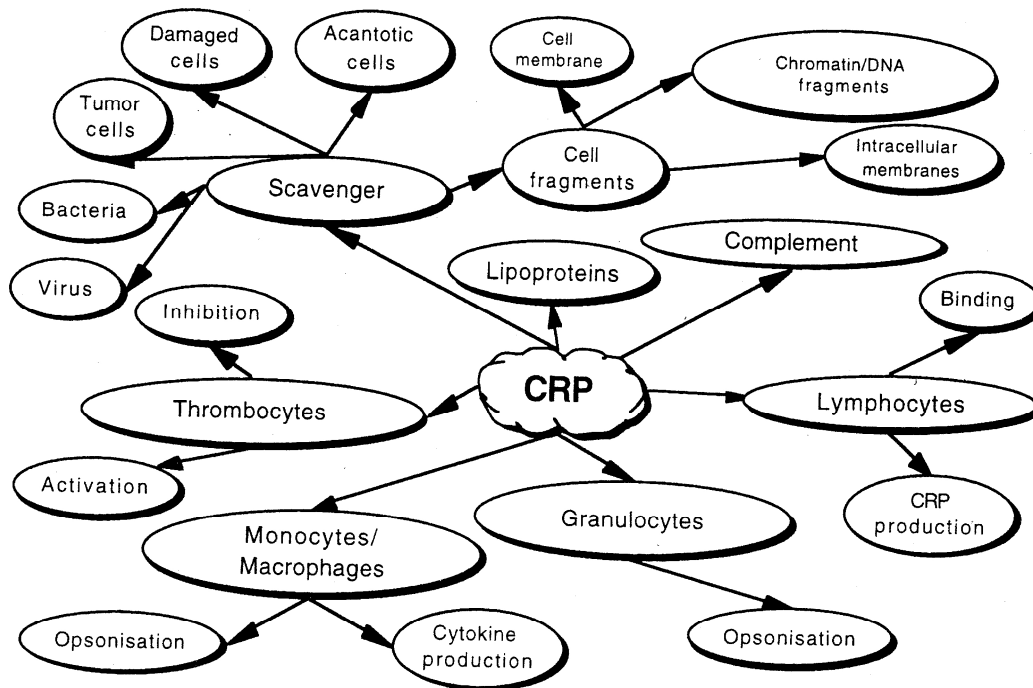 Damaged
cells
Acantotic
cells
Cell
membrane
Chromatin/DNA
fragments
Tumor
cells
Cell
fragments
Intracellular
membranes
Scavenger
Bacteria
Complement
Lipoproteins
Virus
Binding
Inhibition
CRP
Thrombocytes
Lymphocytes
Activation
CRP
production
Granulocytes
Monocytes/
Macrophages
Opsonisation
Cytokine
production
Opsonisation